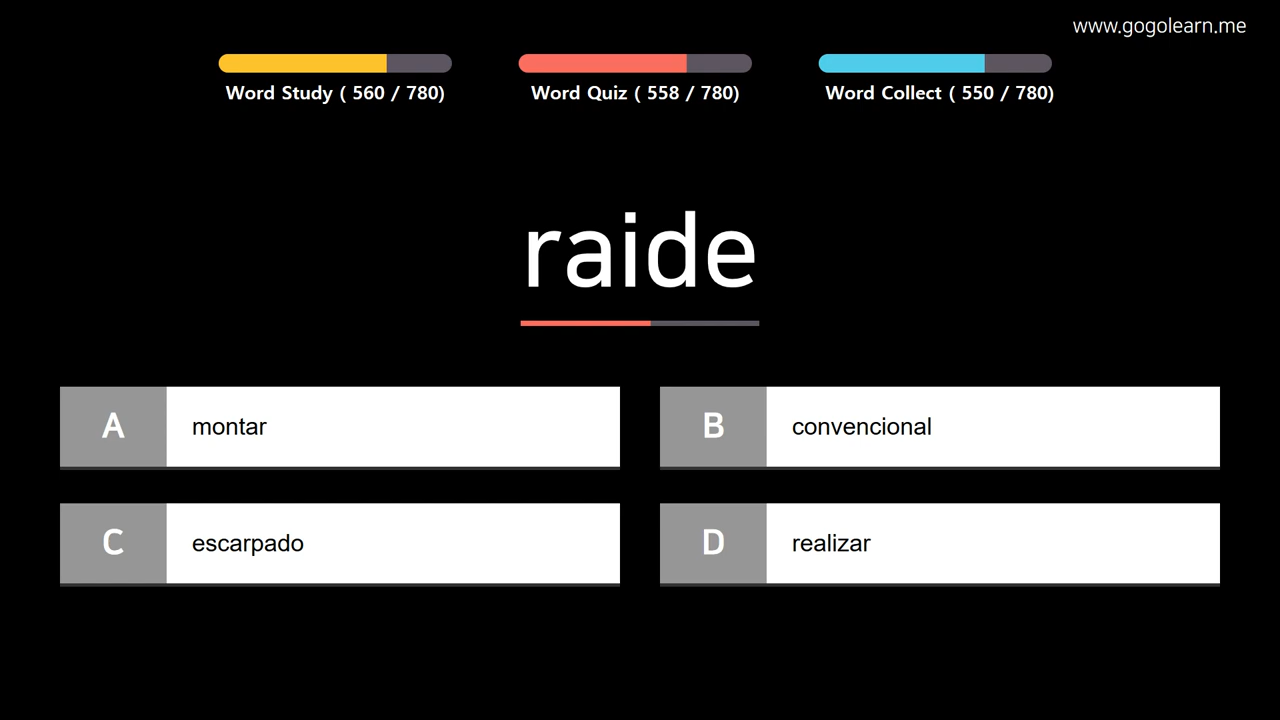 www.gogolearn.me
Word Study ( 560 / 780)
Word Quiz ( 558 / 780)
Word Collect ( 550 / 780)
raide
A montar
B convencional
C escarpado
D realizar